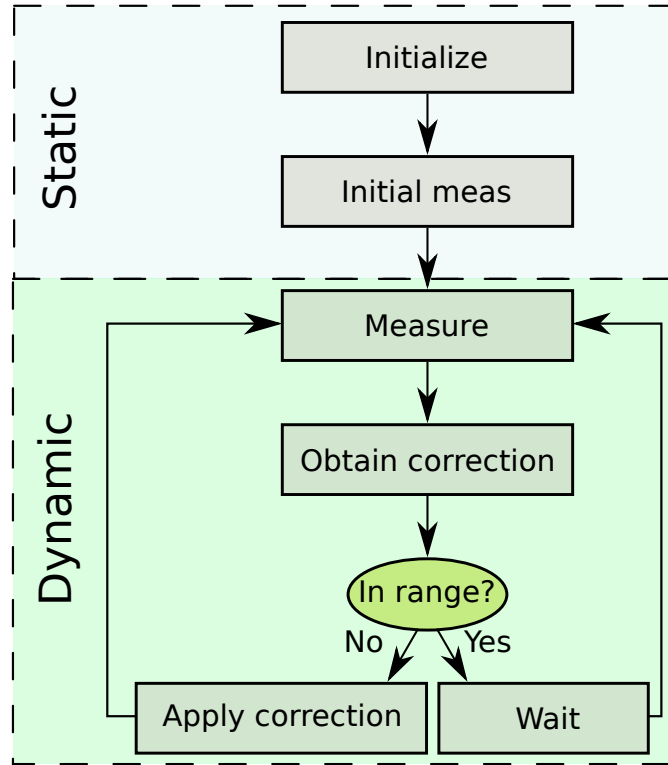 Static
Initialize
Initial meas
Dynamic
Measure
Obtain correction
In range?
No
Yes
Apply correction
Wait